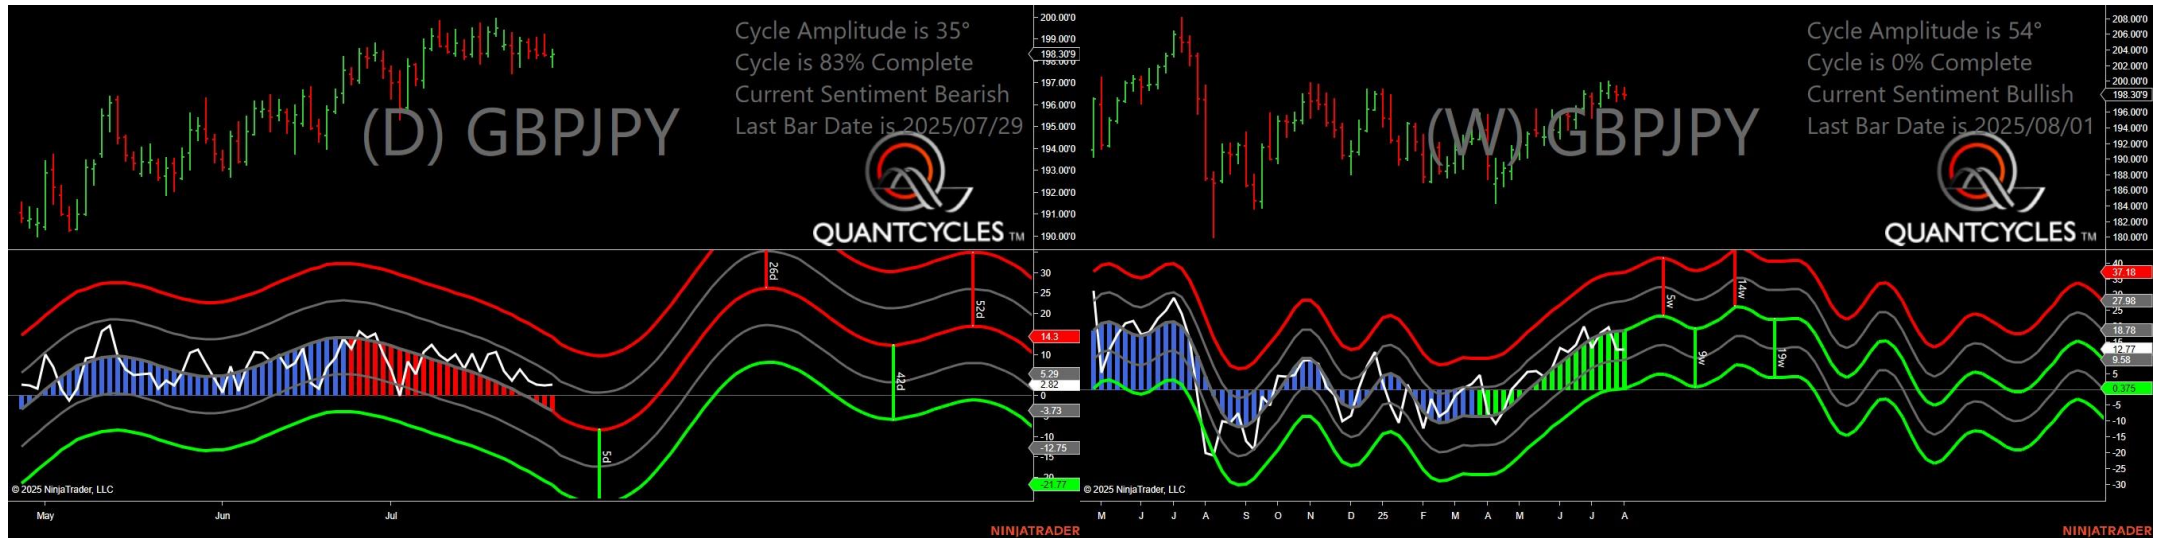 Cycle Amplitude is 35°
Cycle is 83% Complete
Current Sentiment Bearish
Last Bar Date is 2025/07/29
(D) GBPJPY
QUANTCYCLES TM
200.00'0
199.00'0
198.30'9
198.00'0
197.00'0
196.00'0
195.00'0
194.00'0
193.00'0
192.00'0
191.00'0
190.00'0
26d
52d
42d
5d
30
25
20
14.3
10
5.29
2.82
0
-3.73
-10
-12.75
-15
-21.77
© 2025 NinjaTrader, LLC
May Jun Jul
NINJATRADER
Cycle Amplitude is 54°
Cycle is 0% Complete
Current Sentiment Bullish
Last Bar Date is 2025/08/01
(W) GBPJPY
QUANTCYCLES TM
208.00'0
206.00'0
204.00'0
202.00'0
200.00'0
198.30'9
196.00'0
194.00'0
192.00'0
190.00'0
188.00'0
186.00'0
184.00'0
182.00'0
180.00'0
5w
14w
9w
19w
40
37.18
27.98
25
18.78
12.77
9.58
5
0.375
-5
-10
-15
-20
-25
-30
© 2025 NinjaTrader, LLC
M J J A S O N D 25 F M A M J J A
NINJATRADER